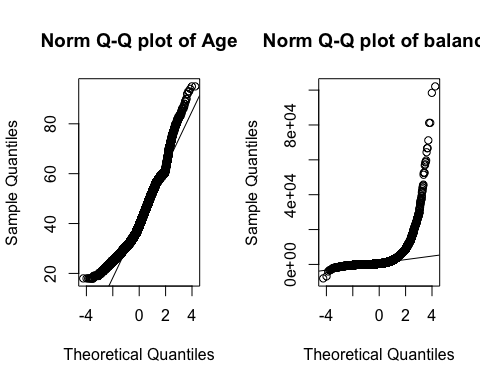 Norm Q-Q plot of Age
Sample Quantiles
20 40 60 80
-4 0 2 4
Theoretical Quantiles
Norm Q-Q plot of balanc
Sample Quantiles
0e+00 4e+04 8e+04
-4 0 2 4
Theoretical Quantiles